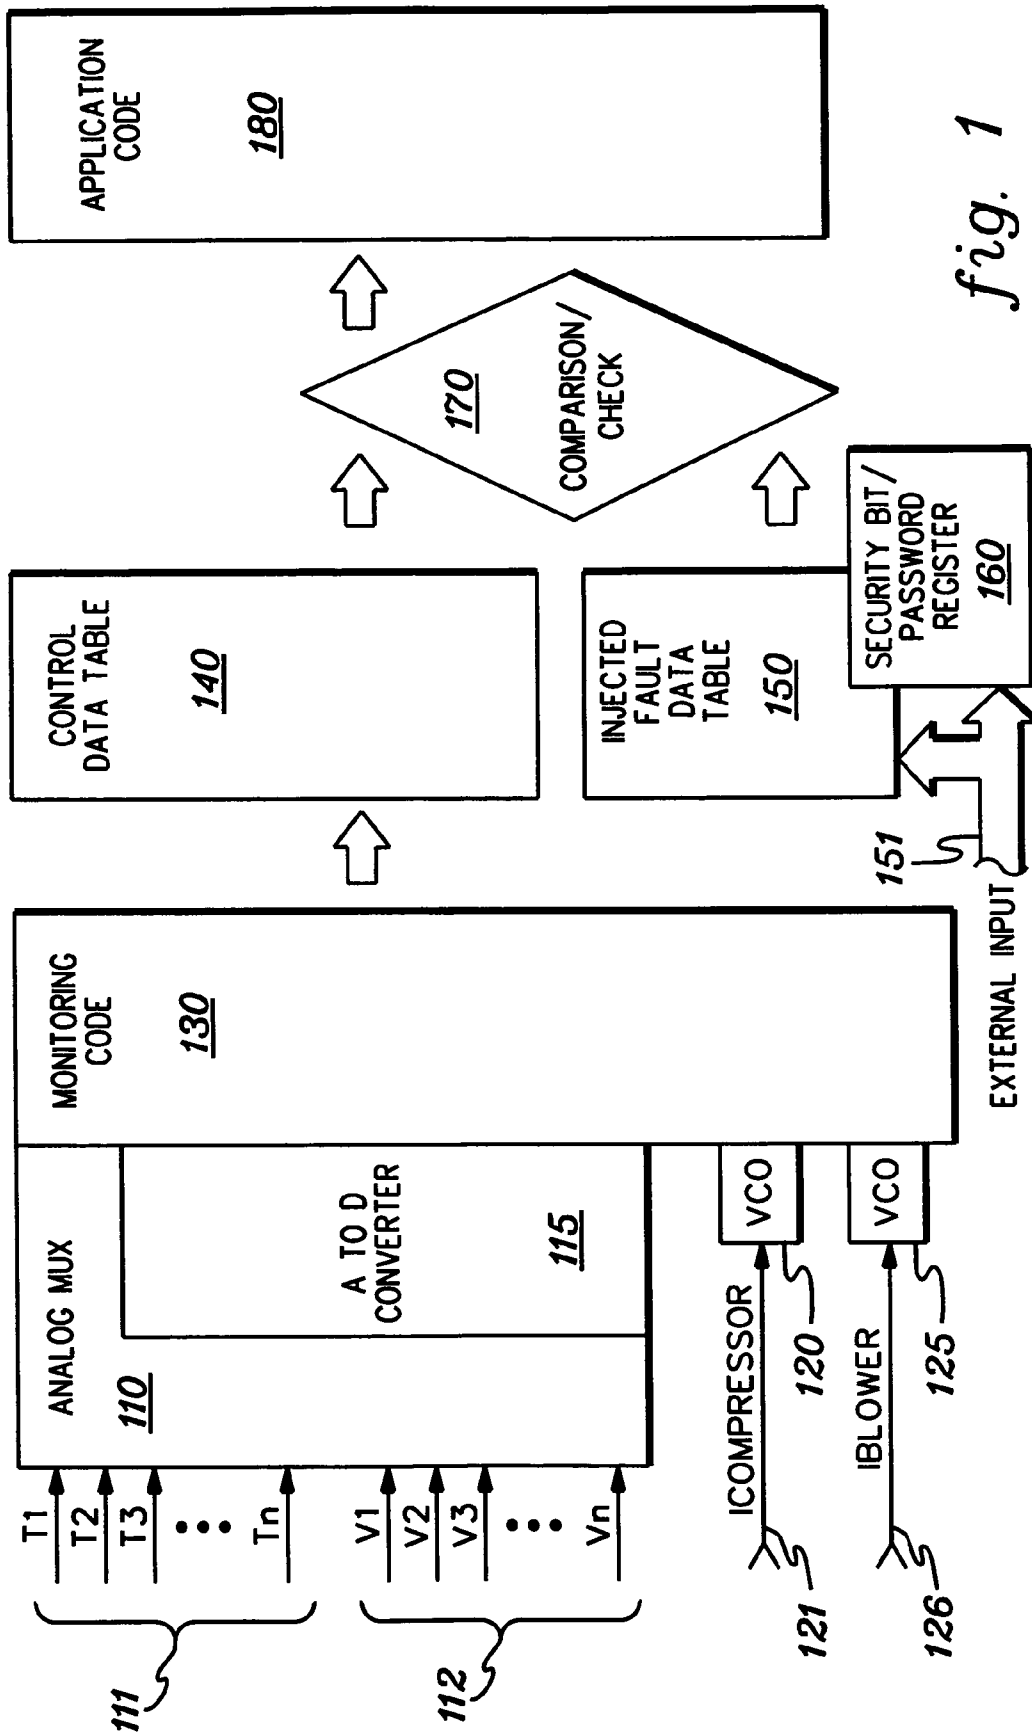 T1
T2
T3
Tn
111
V1
V2
V3
Vn
112
ANALOG MUX
110
A TO D
CONVERTER
115
ICOMPRESSOR
121
VCO
120
IBLOWER
126
VCO
125
MONITORING
CODE
130
CONTROL
DATA TABLE
140
INJECTED
FAULT
DATA
TABLE
150
EXTERNAL INPUT
151
SECURITY BIT/
PASSWORD
REGISTER
160
170
COMPARISON/
CHECK
APPLICATION
CODE
180
fig. 1